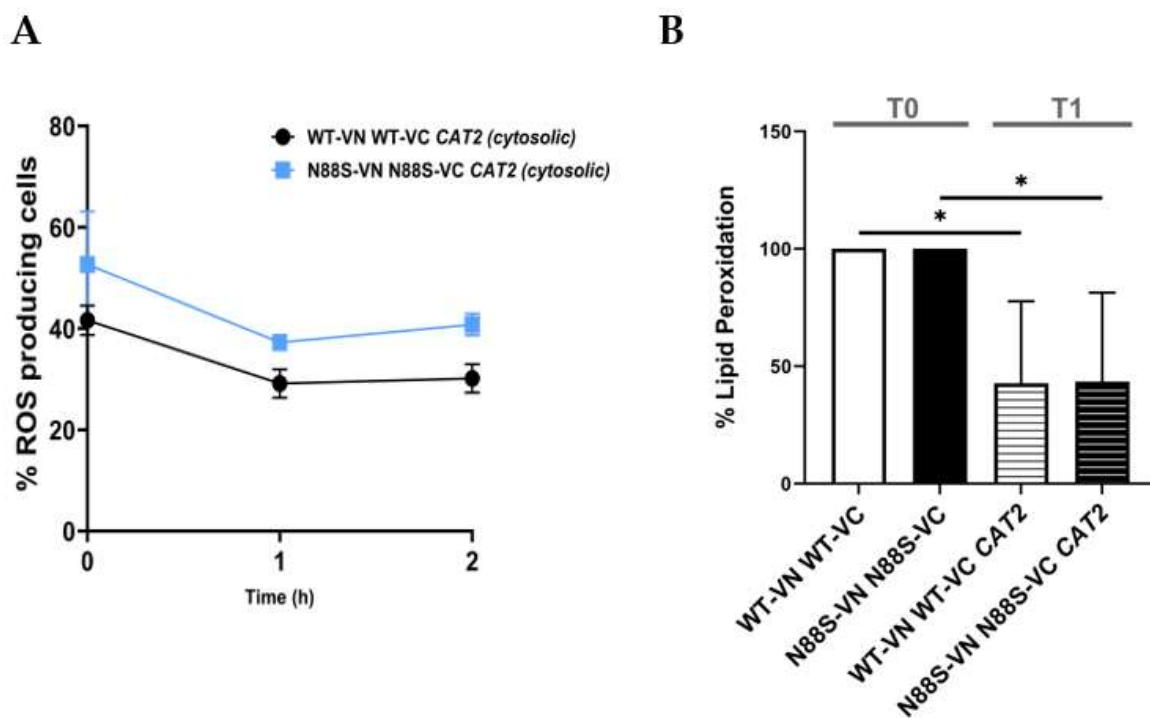 A
80
60
40
20
0
% ROS producing cells
WT-VN WT-VC CAT2 (cytosolic)
N88S-VN N88S-VC CAT2 (cytosolic)
0 1 2
Time (h)
B
T0 T1
150
100
50
0
% Lipid Peroxidation
*
*
WT-VN WT-VC
N88S-VN N88S-VC
WT-VN WT-VC CAT2
N88S-VN N88S-VC CAT2